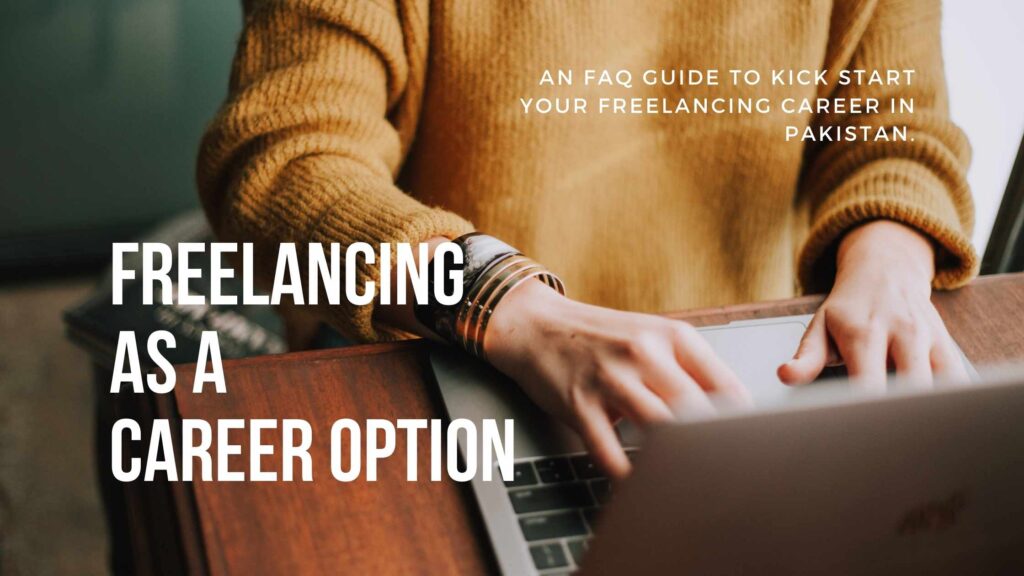 AN FAQ GUIDE TO KICK START
YOUR FREELANCING CAREER IN
PAKISTAN.
FREELANCING
AS A
CAREER OPTION